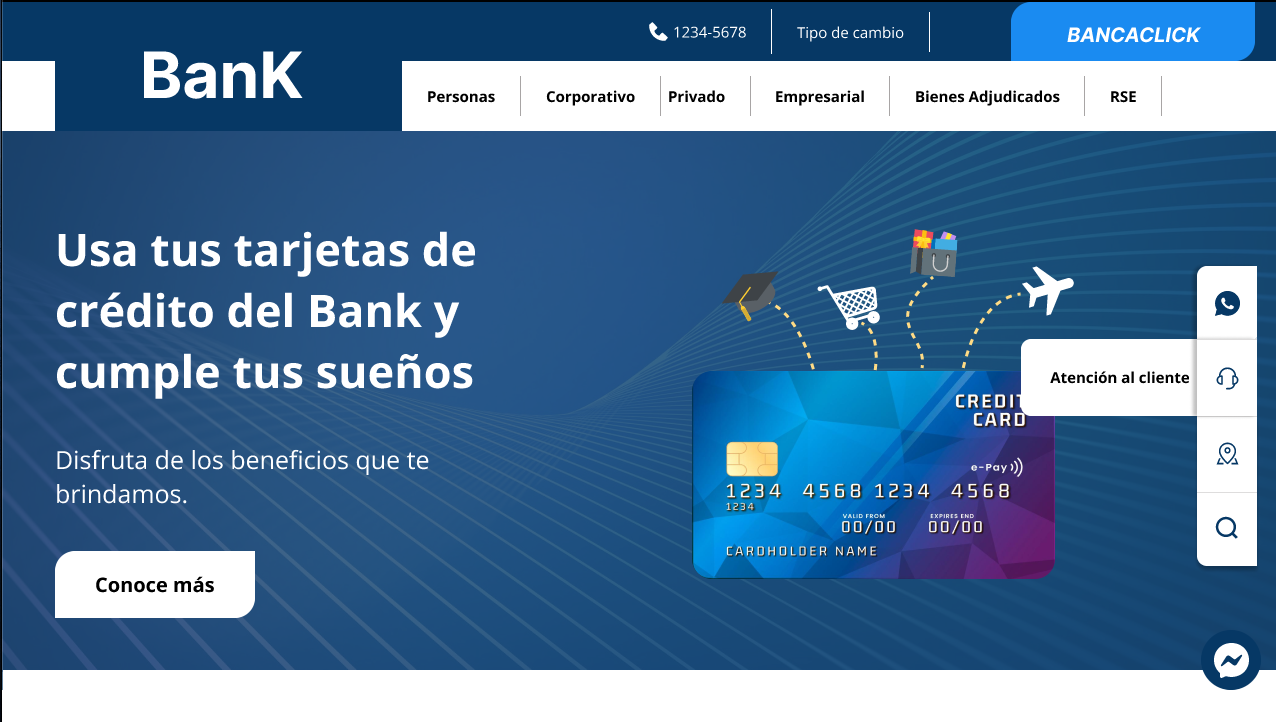 1234-5678
Tipo de cambio
BANCACLICK
BanK
Personas
Corporativo
Privado
Empresarial
Bienes Adjudicados
RSE
Usa tus tarjetas de
crédito del Bank y
cumple tus sueños
Disfruta de los beneficios que te
brindamos.
Conoce más
CREDIT
CARD
e-Pay
1234 4568 1234 4568
1234
VALID FROM
00/00
EXPIRES END
00/00
CARDHOLDER NAME
Atención al cliente